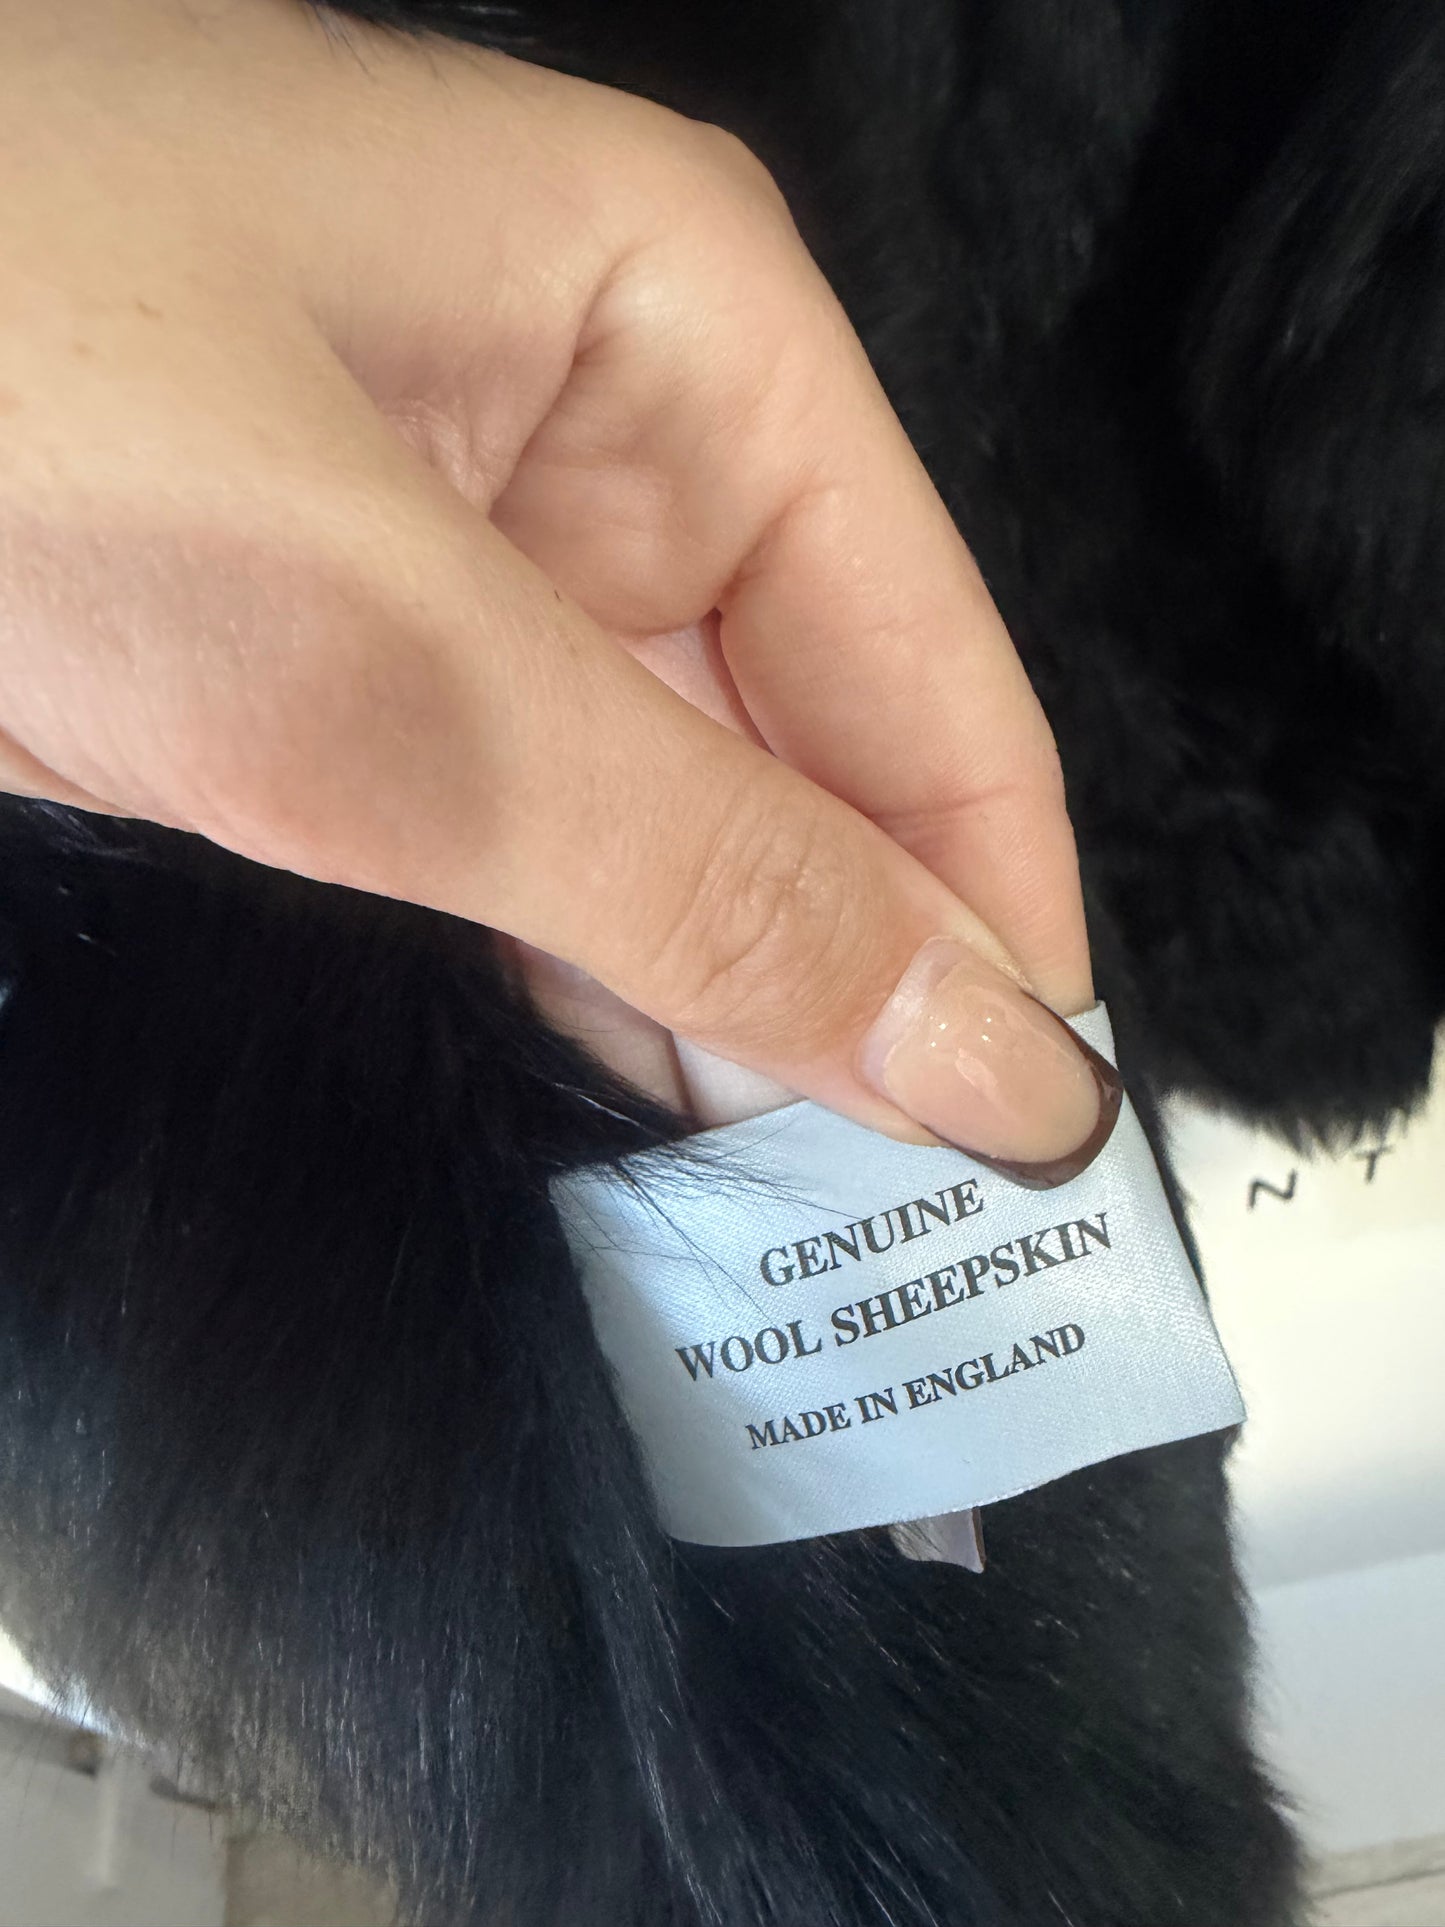 GENUINE
WOOL SHEEPSKIN
MADE IN ENGLAND
N T